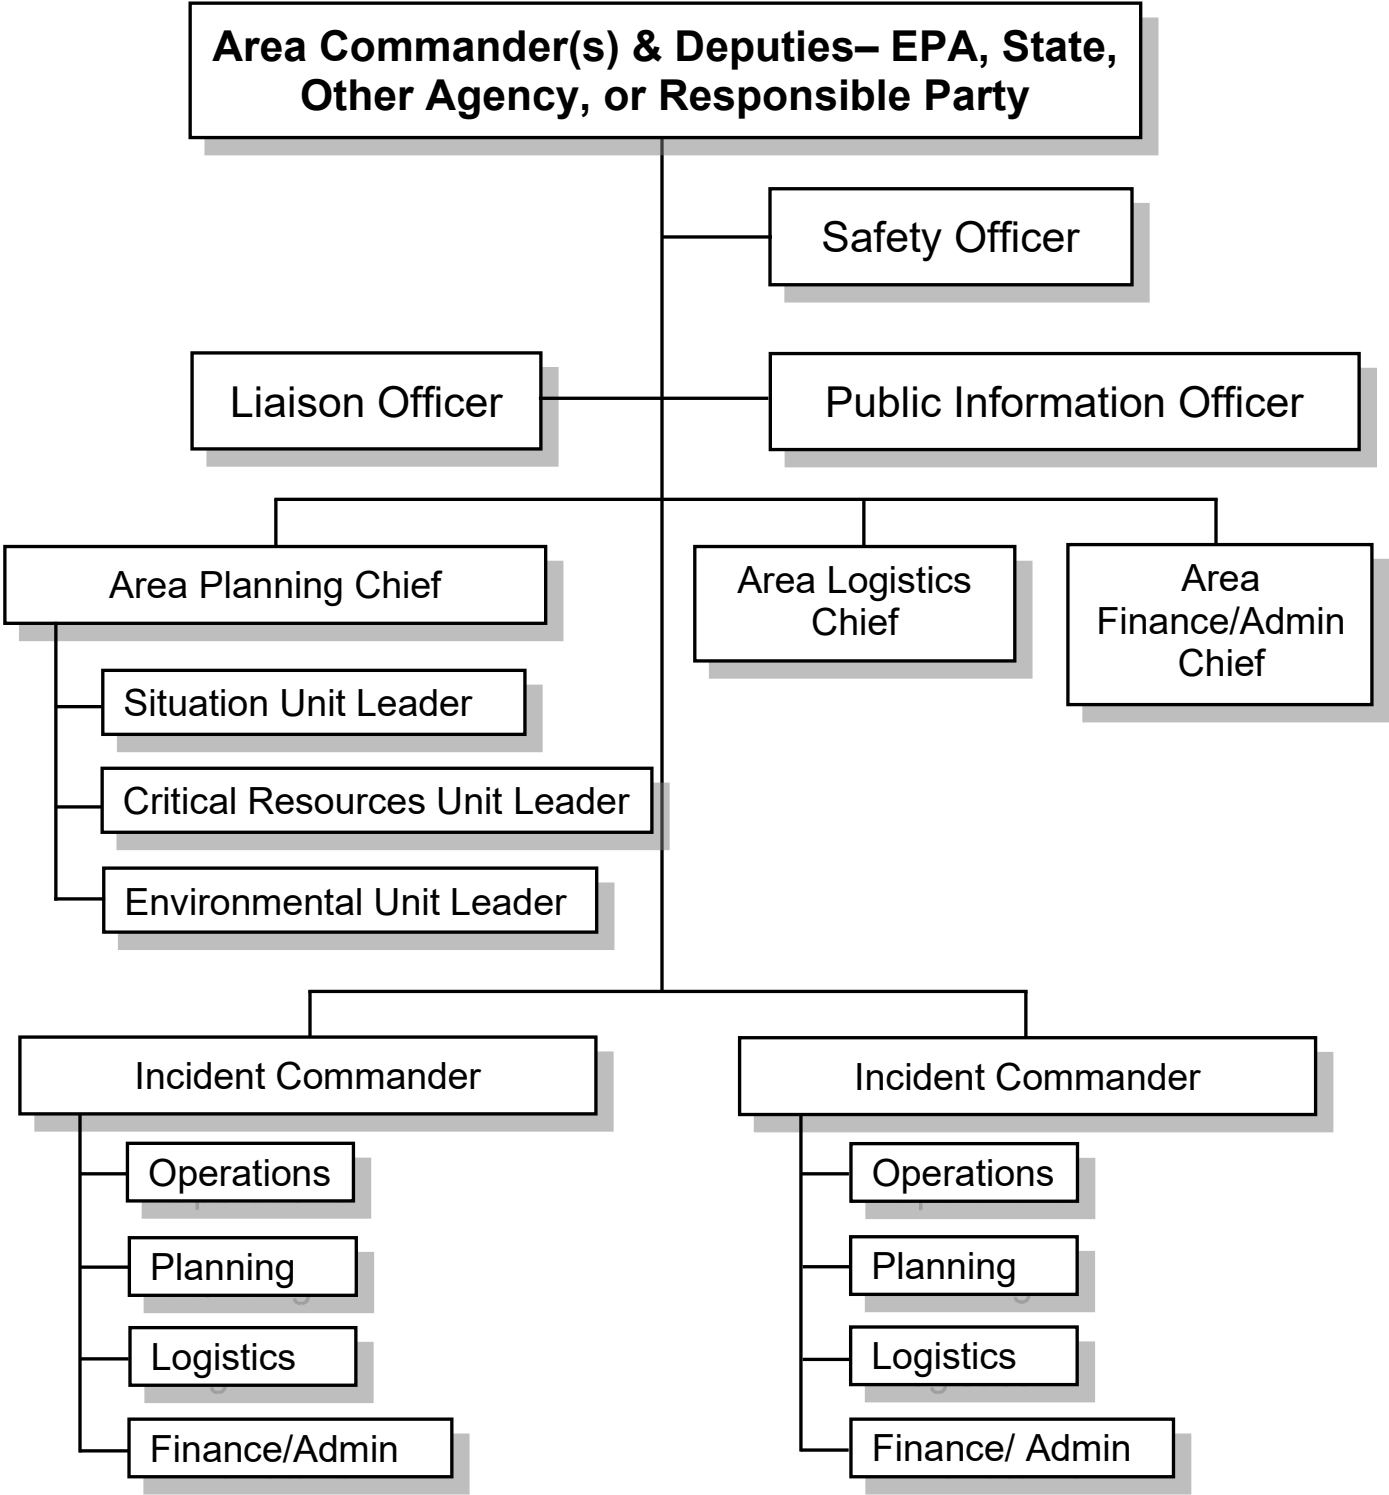 Area Commander(s) & Deputies– EPA, State,
Other Agency, or Responsible Party
Safety Officer
Liaison Officer
Public Information Officer
Area Planning Chief
Area Logistics
Chief
Area
Finance/Admin
Chief
Situation Unit Leader
Critical Resources Unit Leader
Environmental Unit Leader
Incident Commander
Operations
Planning
Logistics
Finance/Admin
Incident Commander
Operations
Planning
Logistics
Finance/ Admin